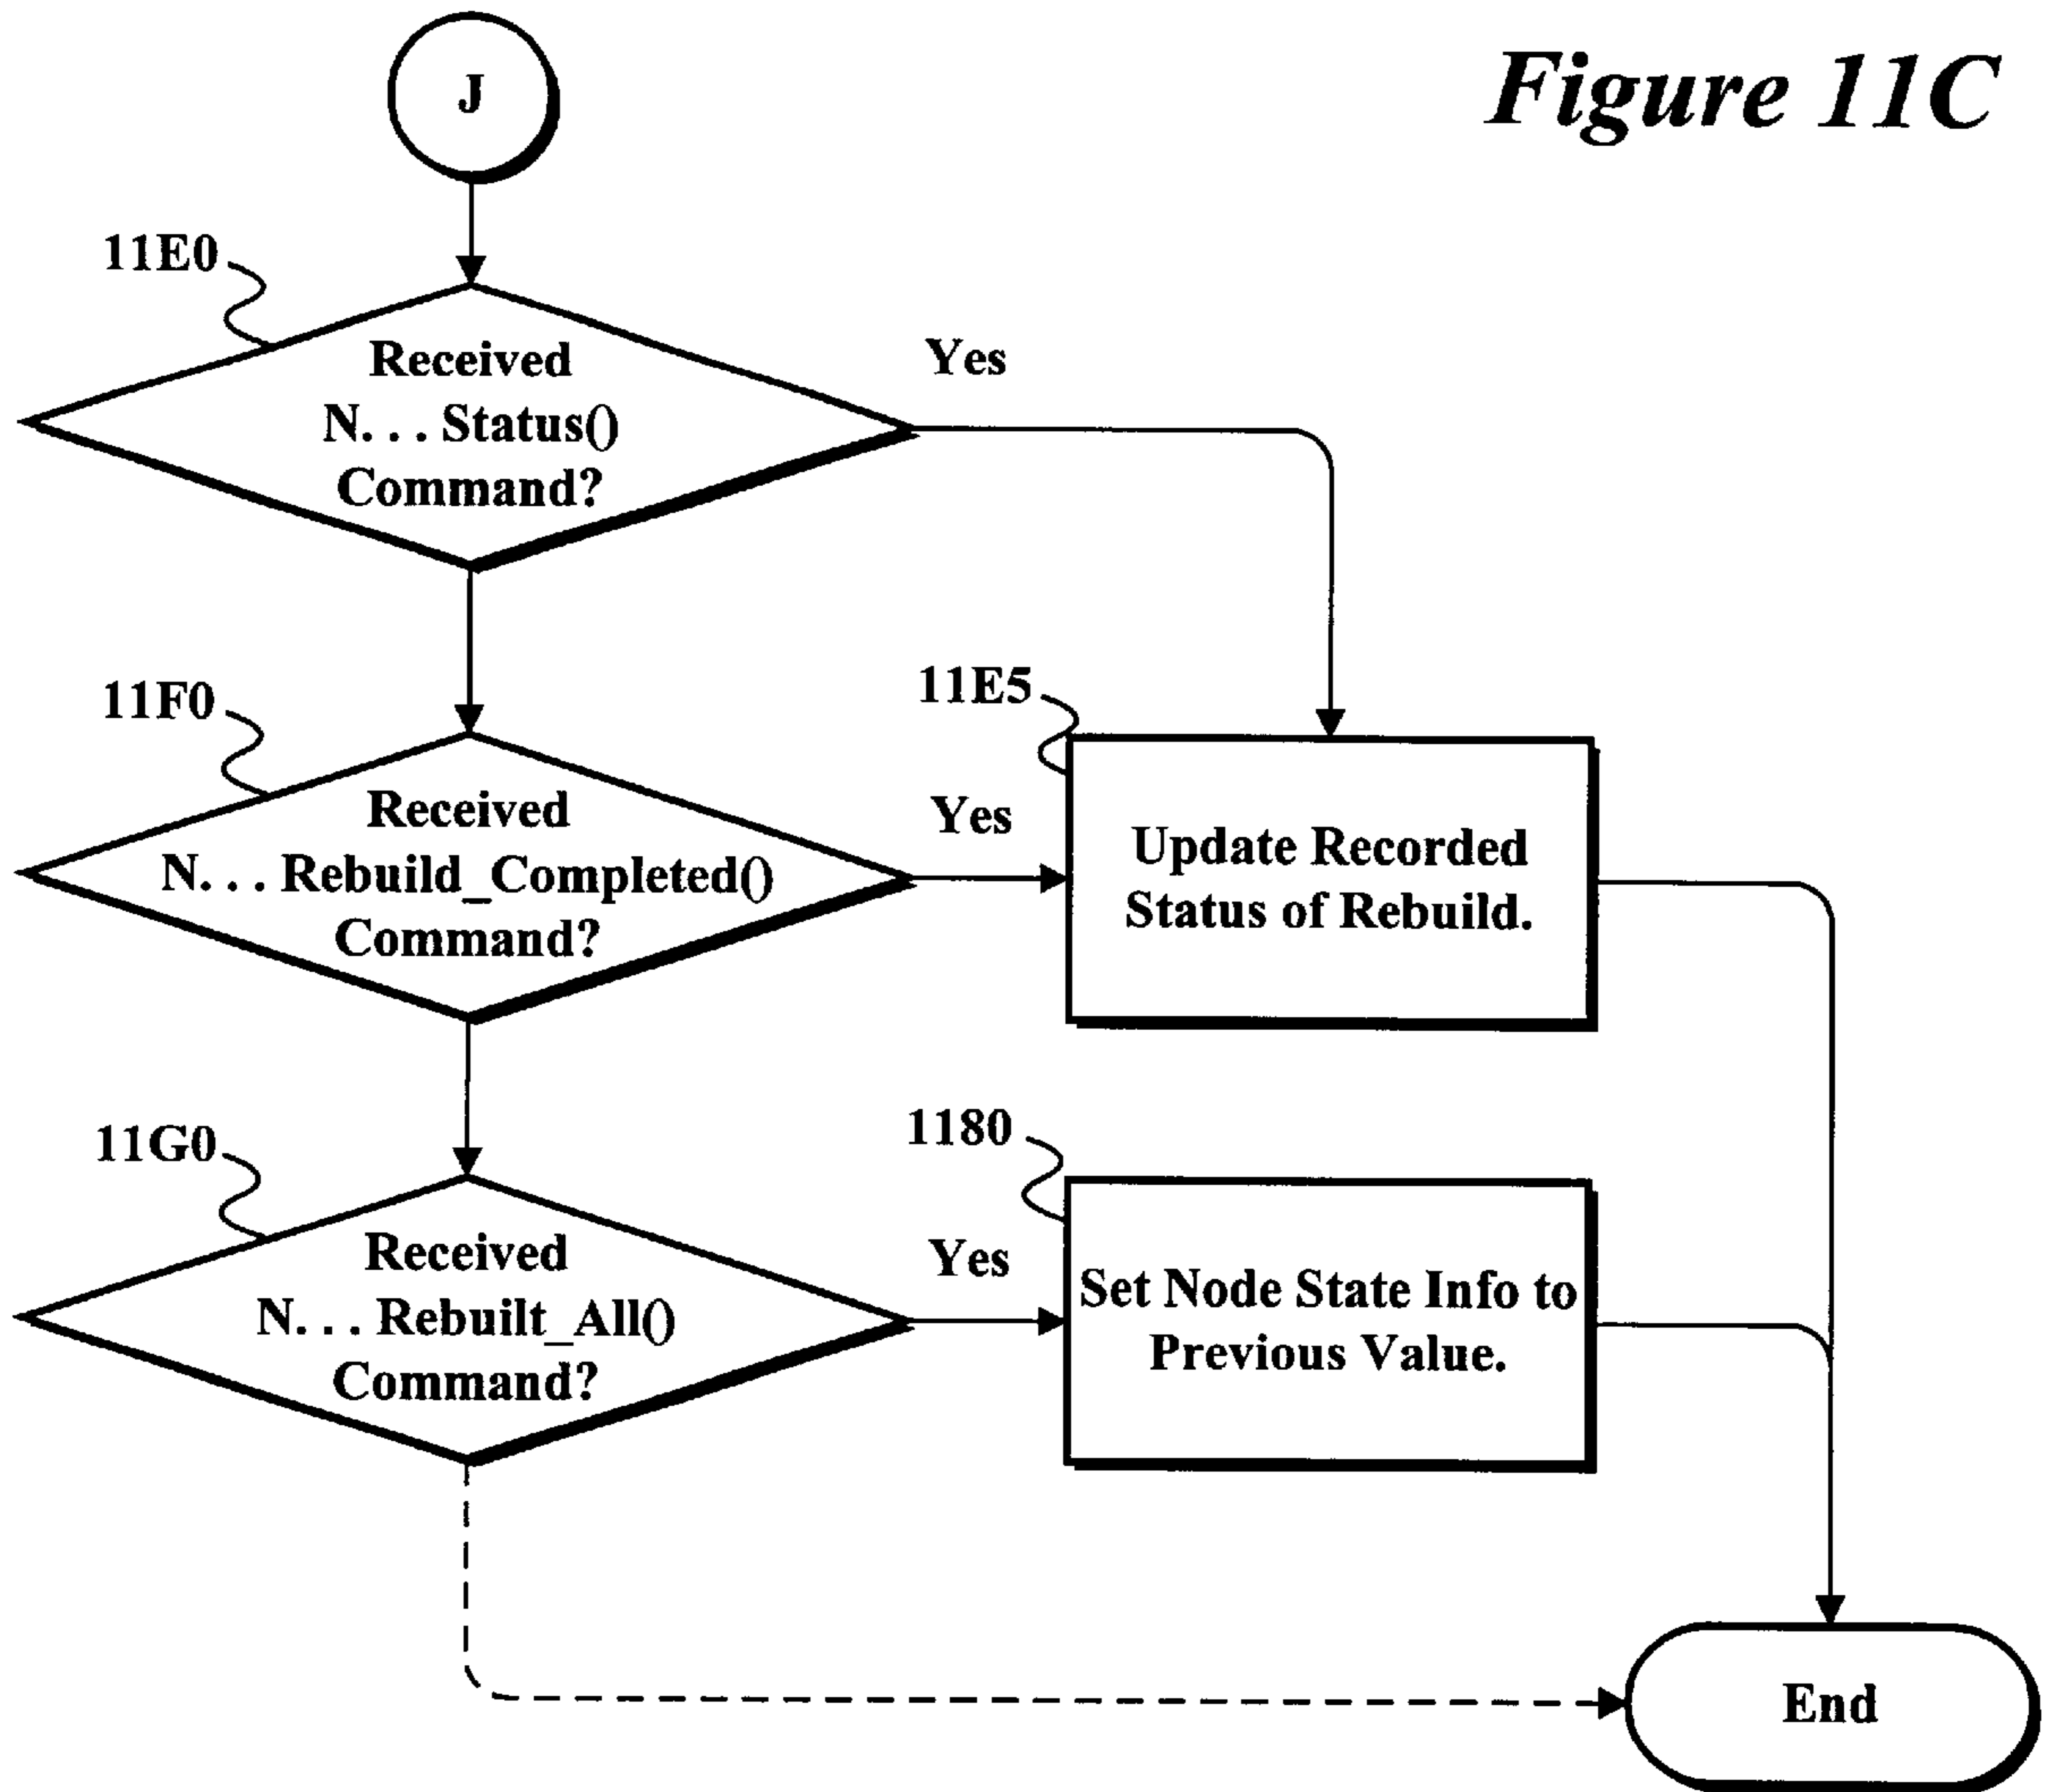 Figure 11C
J
11E0
Received
N. . . Status()
Command?
Yes
11F0
Received
N. . . Rebuild_Completed()
Command?
Yes
11E5
Update Recorded
Status of Rebuild.
11G0
Received
N. . . Rebuilt_All()
Command?
Yes
1180
Set Node State Info to
Previous Value.
End